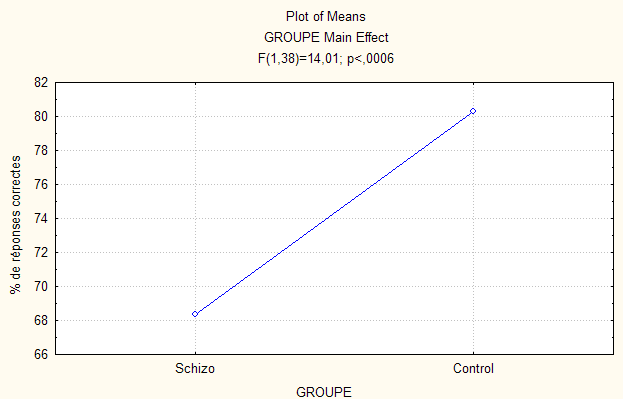 Plot of Means
GROUPE Main Effect
F(1,38)=14,01; p<,0006
% de réponses correctes
82
80
78
76
74
72
70
68
66
Schizo Control
GROUPE